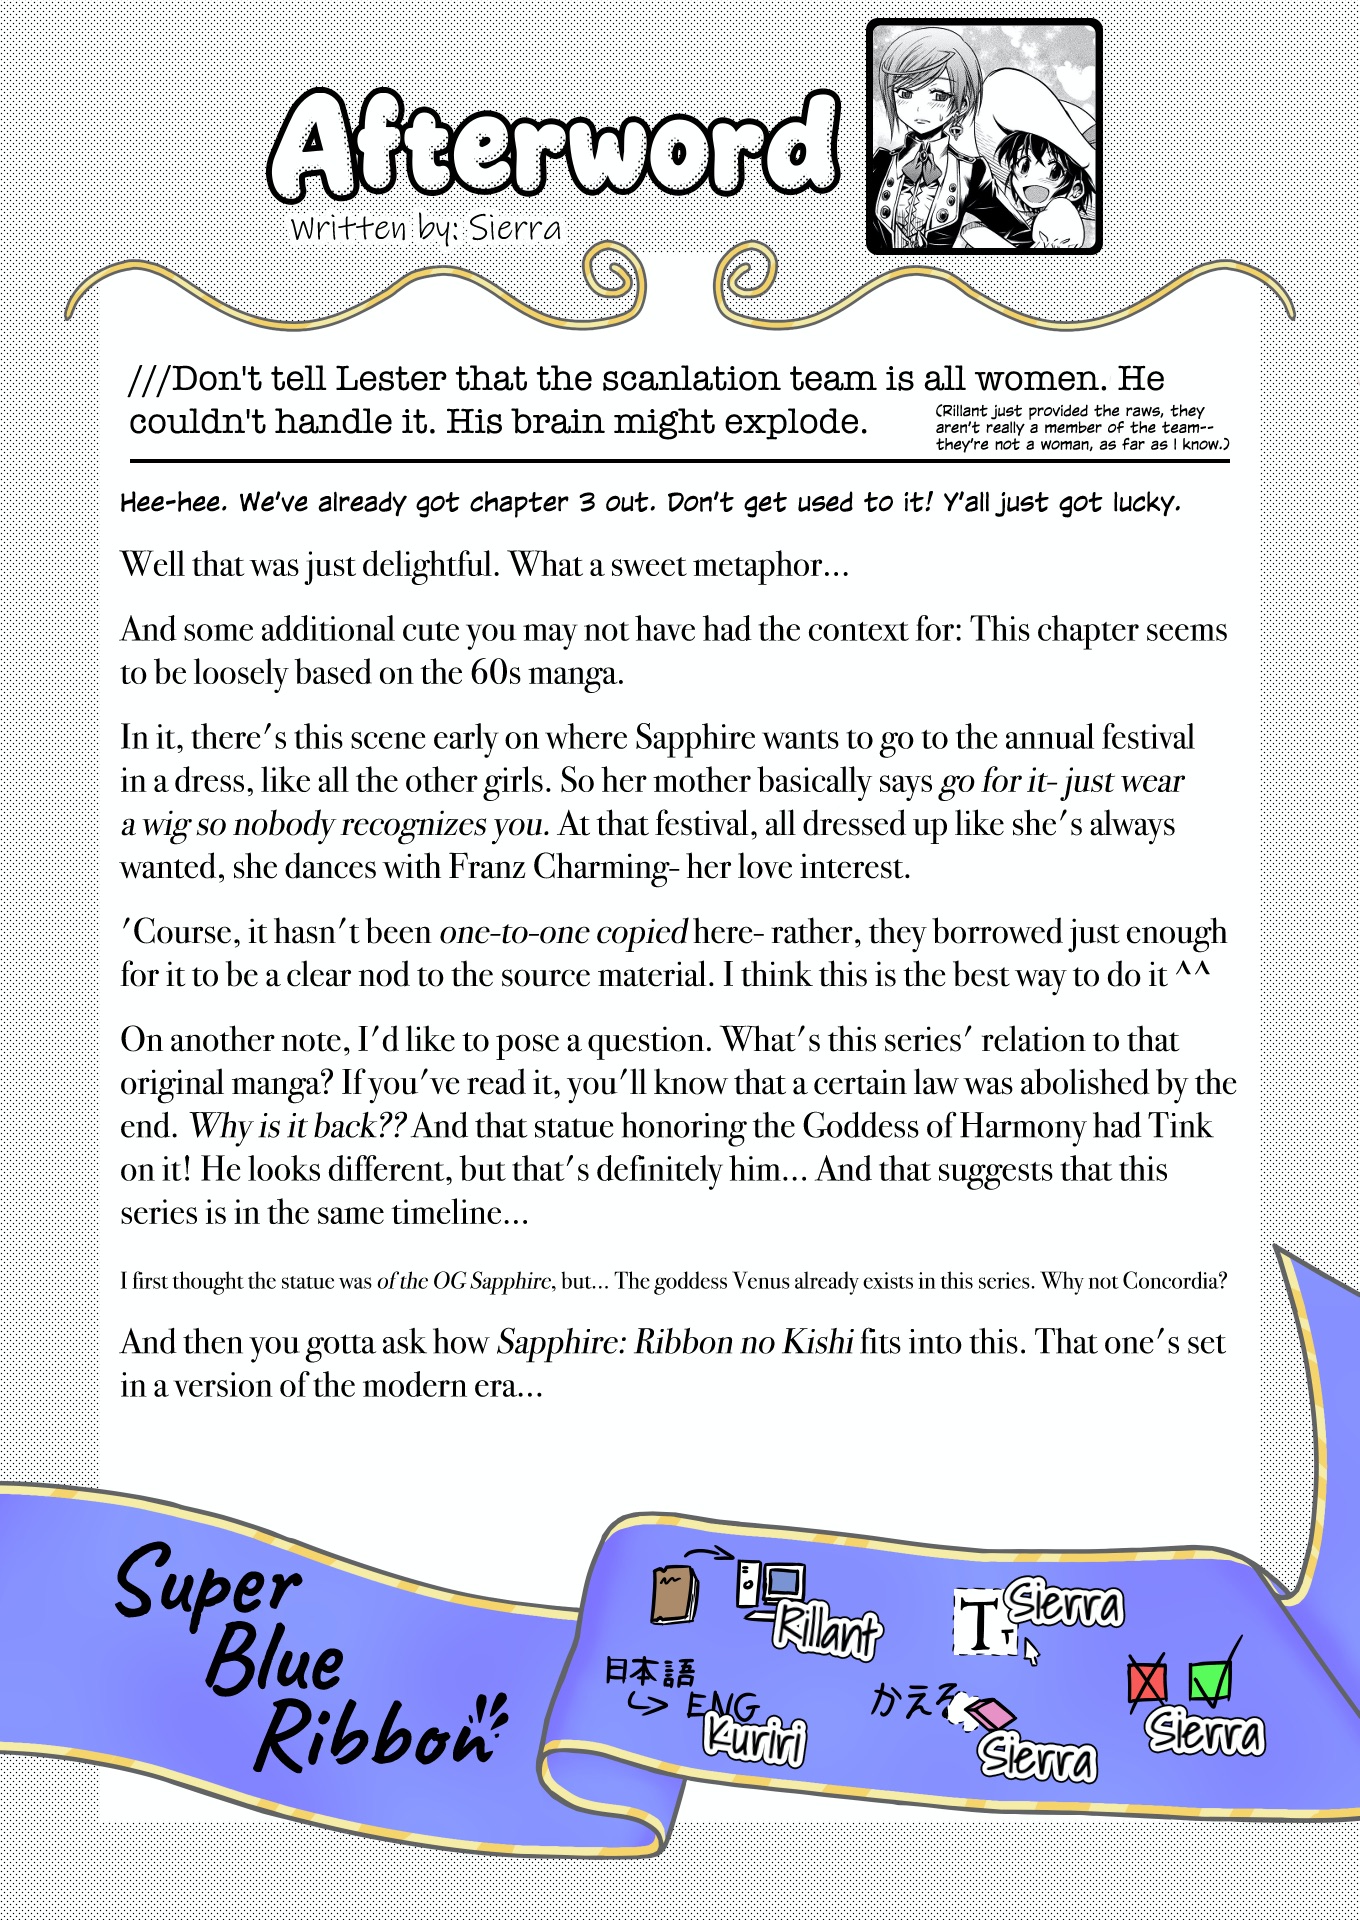 Afterword
Written by: Sierra
///Don't tell Lester that the scanlation team is all women. He
couldn't handle it. His brain might explode.
(Rillant just provided the raws, they
aren't really a member of the team--
they're not a woman, as far as I know.)
Hee-hee. We've already got chapter 3 out. Don't get used to it! Y'all just got lucky.
Well that was just delightful. What a sweet metaphor...
And some additional cute you may not have had the context for: This chapter seems
to be loosely based on the 60s manga.
In it, there's this scene early on where Sapphire wants to go to the annual festival
in a dress, like all the other girls. So her mother basically says go for it- just wear
a wig so nobody recognizes you. At that festival, all dressed up like she's always
wanted, she dances with Franz Charming- her love interest.
'Course, it hasn't been one-to-one copied here- rather, they borrowed just enough
for it to be a clear nod to the source material. I think this is the best way to do it ^^
On another note, I'd like to pose a question. What's this series' relation to that
original manga? If you've read it, you'll know that a certain law was abolished by the
end. Why is it back?? And that statue honoring the Goddess of Harmony had Tink
on it! He looks different, but that's definitely him... And that suggests that this
series is in the same timeline...
I first thought the statue was of the OG Sapphire, but... The goddess Venus already exists in this series. Why not Concordia?
And then you gotta ask how Sapphire: Ribbon no Kishi fits into this. That one's set
in a version of the modern era...
Super
Blue
Ribbon
Rillant
T T
Sierra
日本語
ENG
Kuriri
かえる
Sierra
Sierra